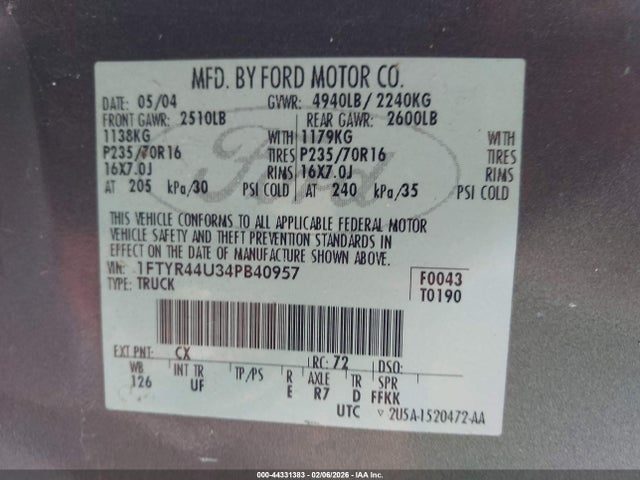 MFD. BY FORD MOTOR CO.
DATE: 05/04 GVWR: 4940LB/ 2240KG
FRONT GAWR: 2510LB REAR GAWR: 2600LB
1138KG WITH 1179KG WITH
P235/70R16 TIRES P235/70R16 TIRES
16X7.0J RIMS 16X7.0J RIMS
AT 205 kPa/30 PSI COLD AT 240 kPa/35 PSI COLD
THIS VEHICLE CONFORMS TO ALL APPLICABLE FEDERAL MOTOR
VEHICLE SAFETY AND THEFT PREVENTION STANDARDS IN
EFFECT ON THE DATE OF MANUFACTURE SHOWN ABOVE.
VIN: 1FTYR44U34PB40957 F0043
TYPE: TRUCK T0190
EXT PNT: CX RC: 72 DSO:
WB INT TR TP/PS R AXLE TR SPR
126 UF E R7 D FFKK
UTC ▽ 2U5A-1520472-AA
Ford
000-44331383 - 02/06/2026 - IAA Inc.